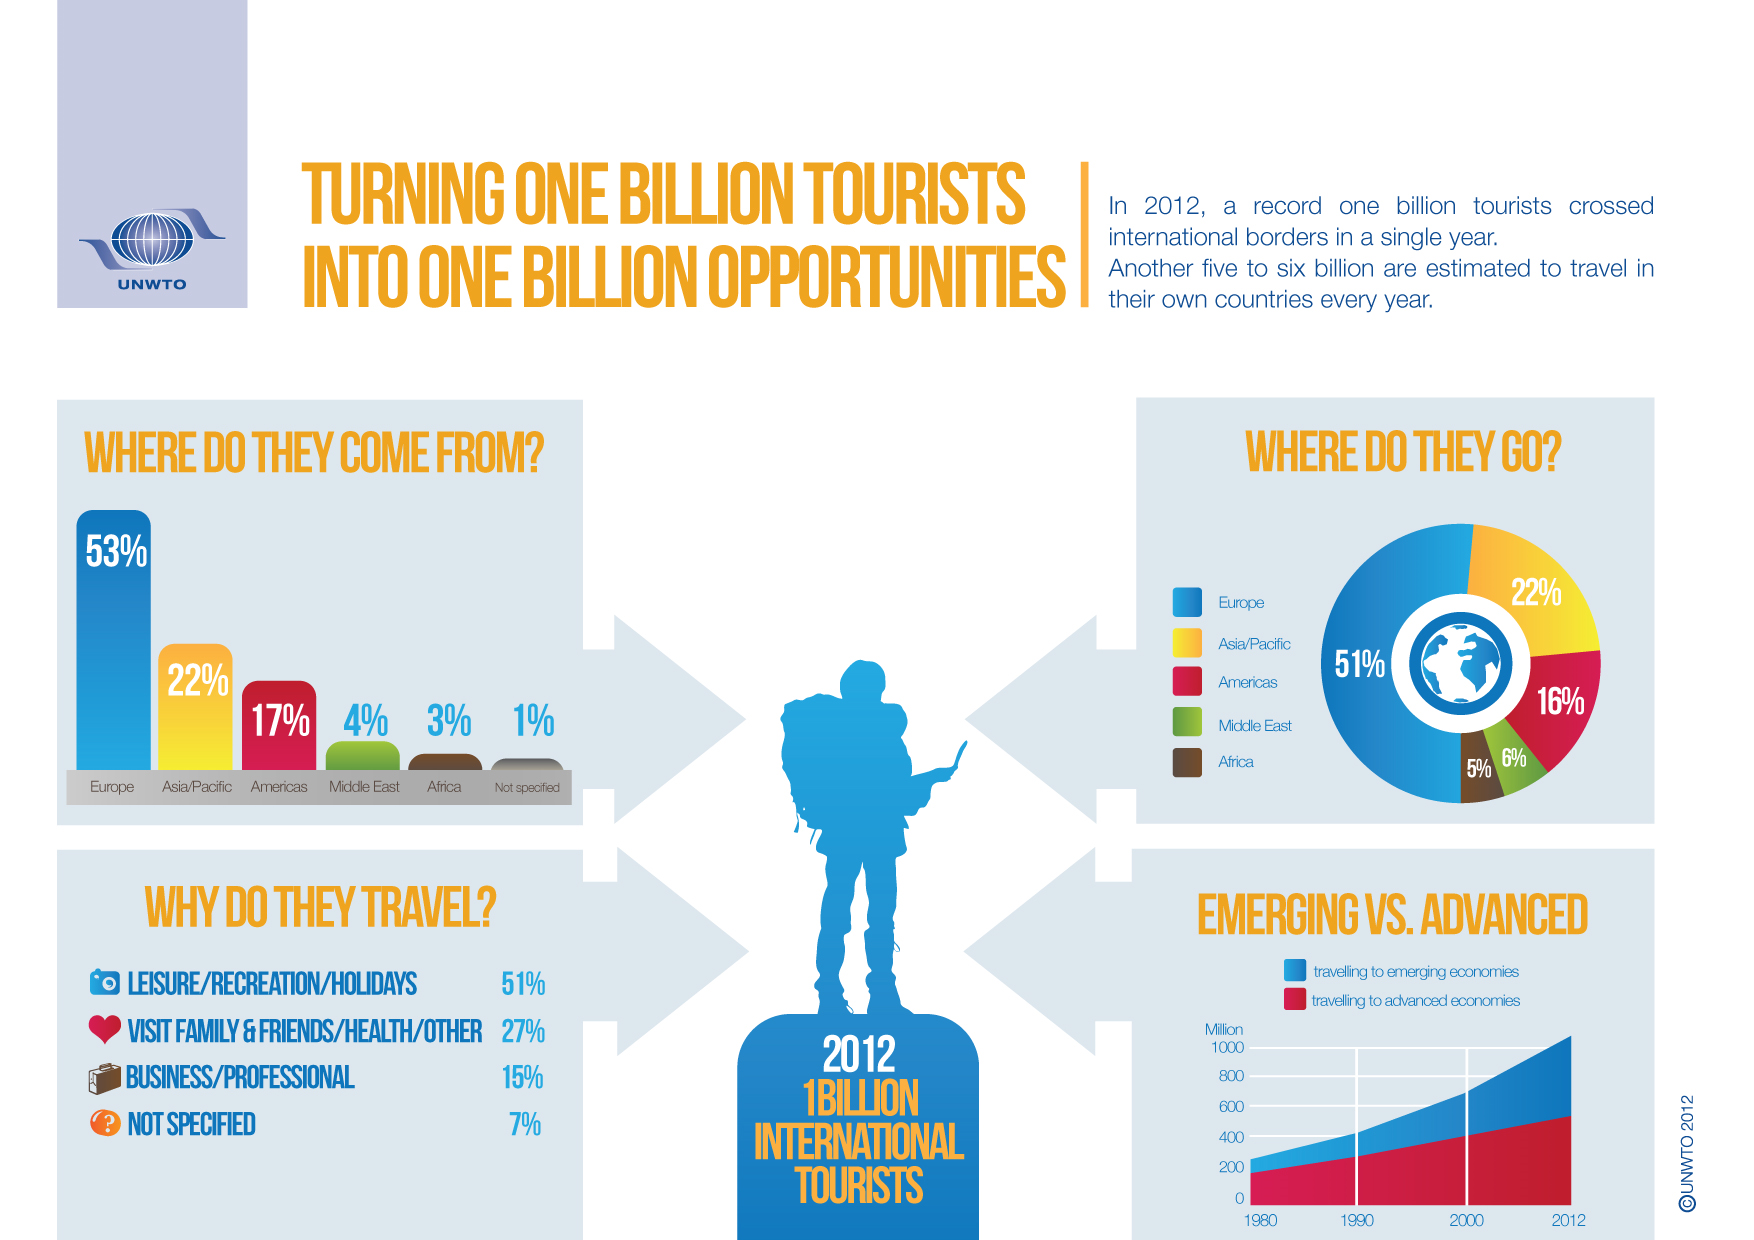 UNWTO
TURNING ONE BILLION TOURISTS
INTO ONE BILLION OPPORTUNITIES
In 2012, a record one billion tourists crossed
international borders in a single year.
Another five to six billion are estimated to travel in
their own countries every year.
WHERE DO THEY COME FROM?
53%
22%
17%
4%
3%
1%
Europe
Asia/Pacific
Americas
Middle East
Africa
Not specified
WHERE DO THEY GO?
Europe
Asia/Pacific
Americas
Middle East
Africa
22%
51%
16%
6%
5%
WHY DO THEY TRAVEL?
LEISURE/RECREATION/HOLIDAYS 51%
VISIT FAMILY & FRIENDS/HEALTH/OTHER 27%
BUSINESS/PROFESSIONAL 15%
? NOT SPECIFIED 7%
2012
1BILLION
INTERNATIONAL
TOURISTS
EMERGING VS. ADVANCED
travelling to emerging economies
travelling to advanced economies
Million
1000
800
600
400
200
0
1980 1990 2000 2012
©UNWTO 2012